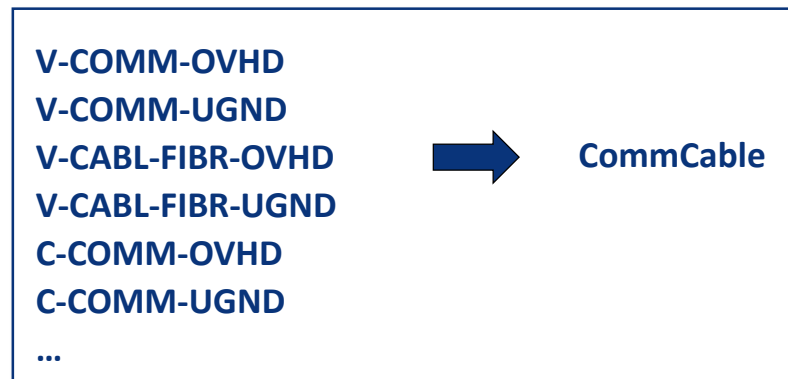 V-COMM-OVHD
V-COMM-UGND
V-CABL-FIBR-OVHD
V-CABL-FIBR-UGND
C-COMM-OVHD
C-COMM-UGND
…
CommCable